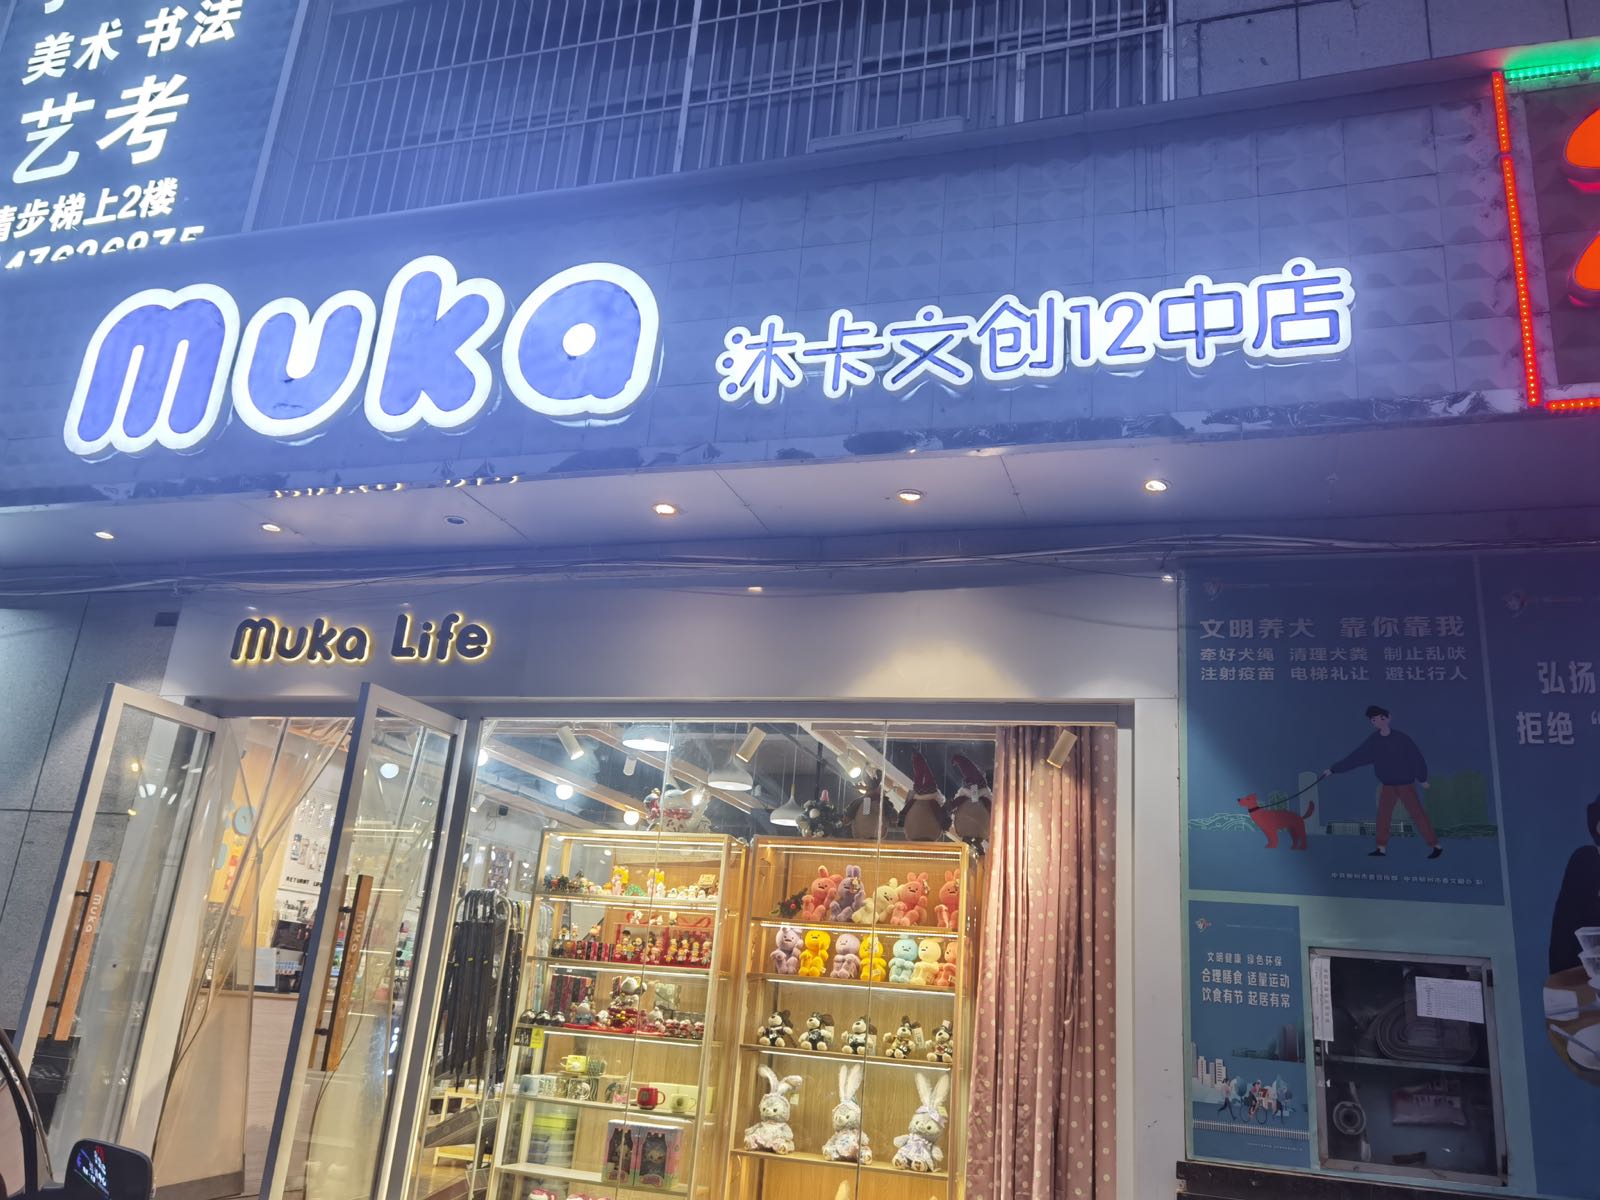 美术 书法
艺考
请步梯上2楼
muka 沐卡文创12中店
muka Life
文明养犬 靠你靠我
牵好犬绳 清理犬粪 制止乱吠
注射疫苗 电梯礼让 避让行人
弘扬
拒绝
文明健康 绿色环保
合理膳食 适量运动
饮食有节 起居有常
muka
muka